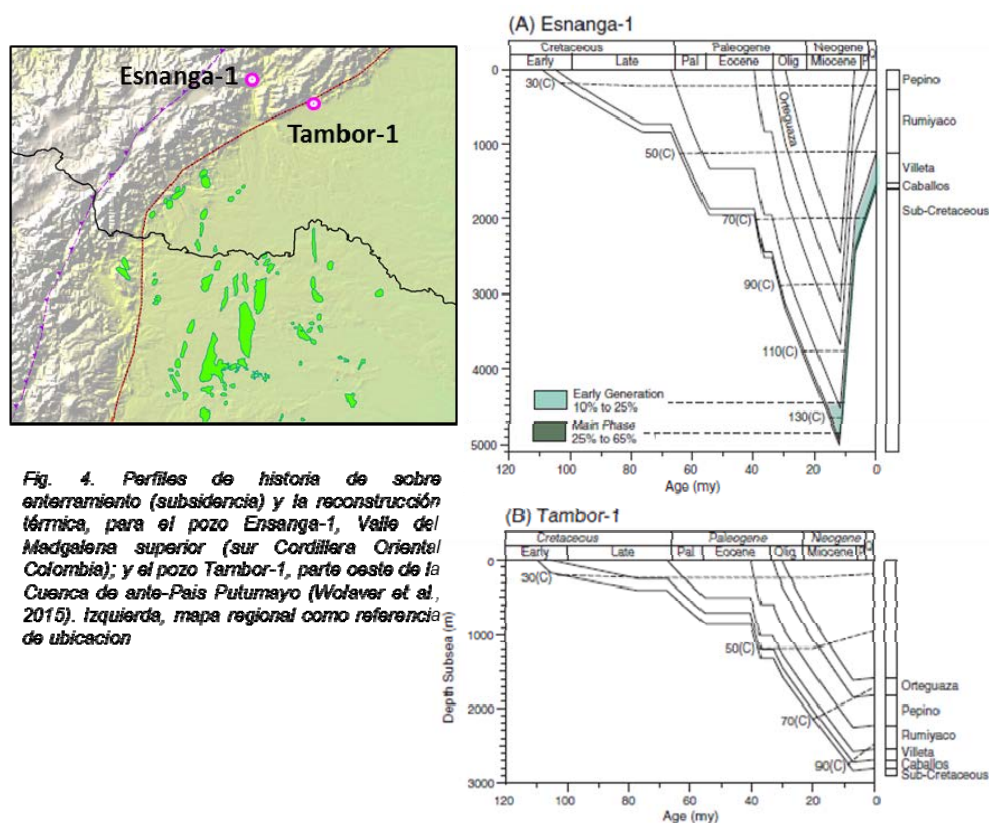 Esnanga-1
Tambor-1
Fig. 4. Perfiles de historia de sobre
enterramiento (subsidencia) y la reconstrucción
térmica, para el pozo Ensanga-1, Valle del
Madgalena superior (sur Cordillera Oriental
Colombia); y el pozo Tambor-1, parte oeste de la
Cuenca de ante-Pais Putumayo (Wolaver et al.,
2015). Izquierda, mapa regional como referencia
de ubicacion
(A) Esnanga-1
Cretaceous Paleogene Neogene Q
Early Late Pal Eocene Olig Miocene P
0
30(C)
Orteguaza
Pepino
Rumiyaco
1000
50(C)
Villeta
Caballos
Sub-Cretaceous
2000
70(C)
90(C)
3000
110(C)
4000
Early Generation
10% to 25%
130(C)
Main Phase
25% to 65%
5000
120 100 80 60 40 20 0
Age (my)
(B) Tambor-1
Cretaceous Paleogene Neogene Q
Early Late Pal Eocene Olig Miocene P
0
30(C)
1000
50(C)
Depth Subsea (m)
Orteguaza
2000
70(C)
Pepino
Rumiyaco
Villeta
90(C)
Caballos
Sub-Cretaceous
3000
120 100 80 60 40 20 0
Age (my)